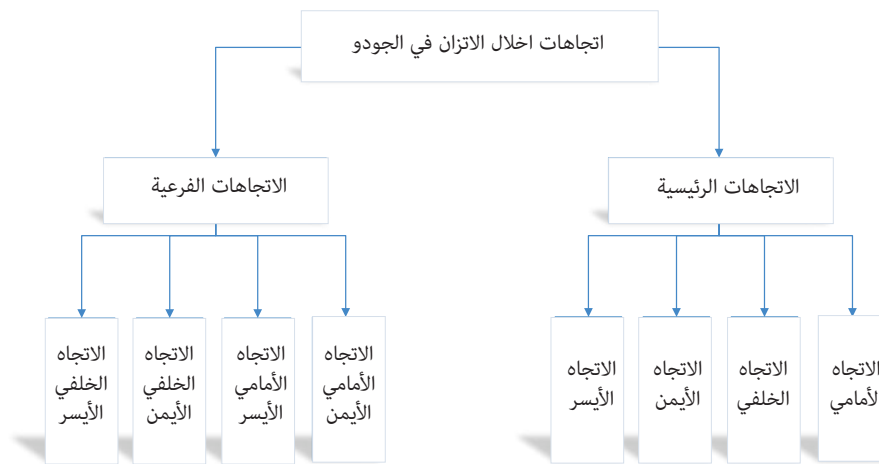 اتجاهات اخلال الاتزان في الجودو
الاتجاهات الرئيسية
الاتجاهات الفرعية
الاتجاه
الأمامي
الاتجاه
الخلفي
الاتجاه
الأيمن
الاتجاه
الأيسر
الاتجاه
الأمامي
الأيمن
الاتجاه
الأمامي
الأيسر
الاتجاه
الخلفي
الأيمن
الاتجاه
الخلفي
الأيسر